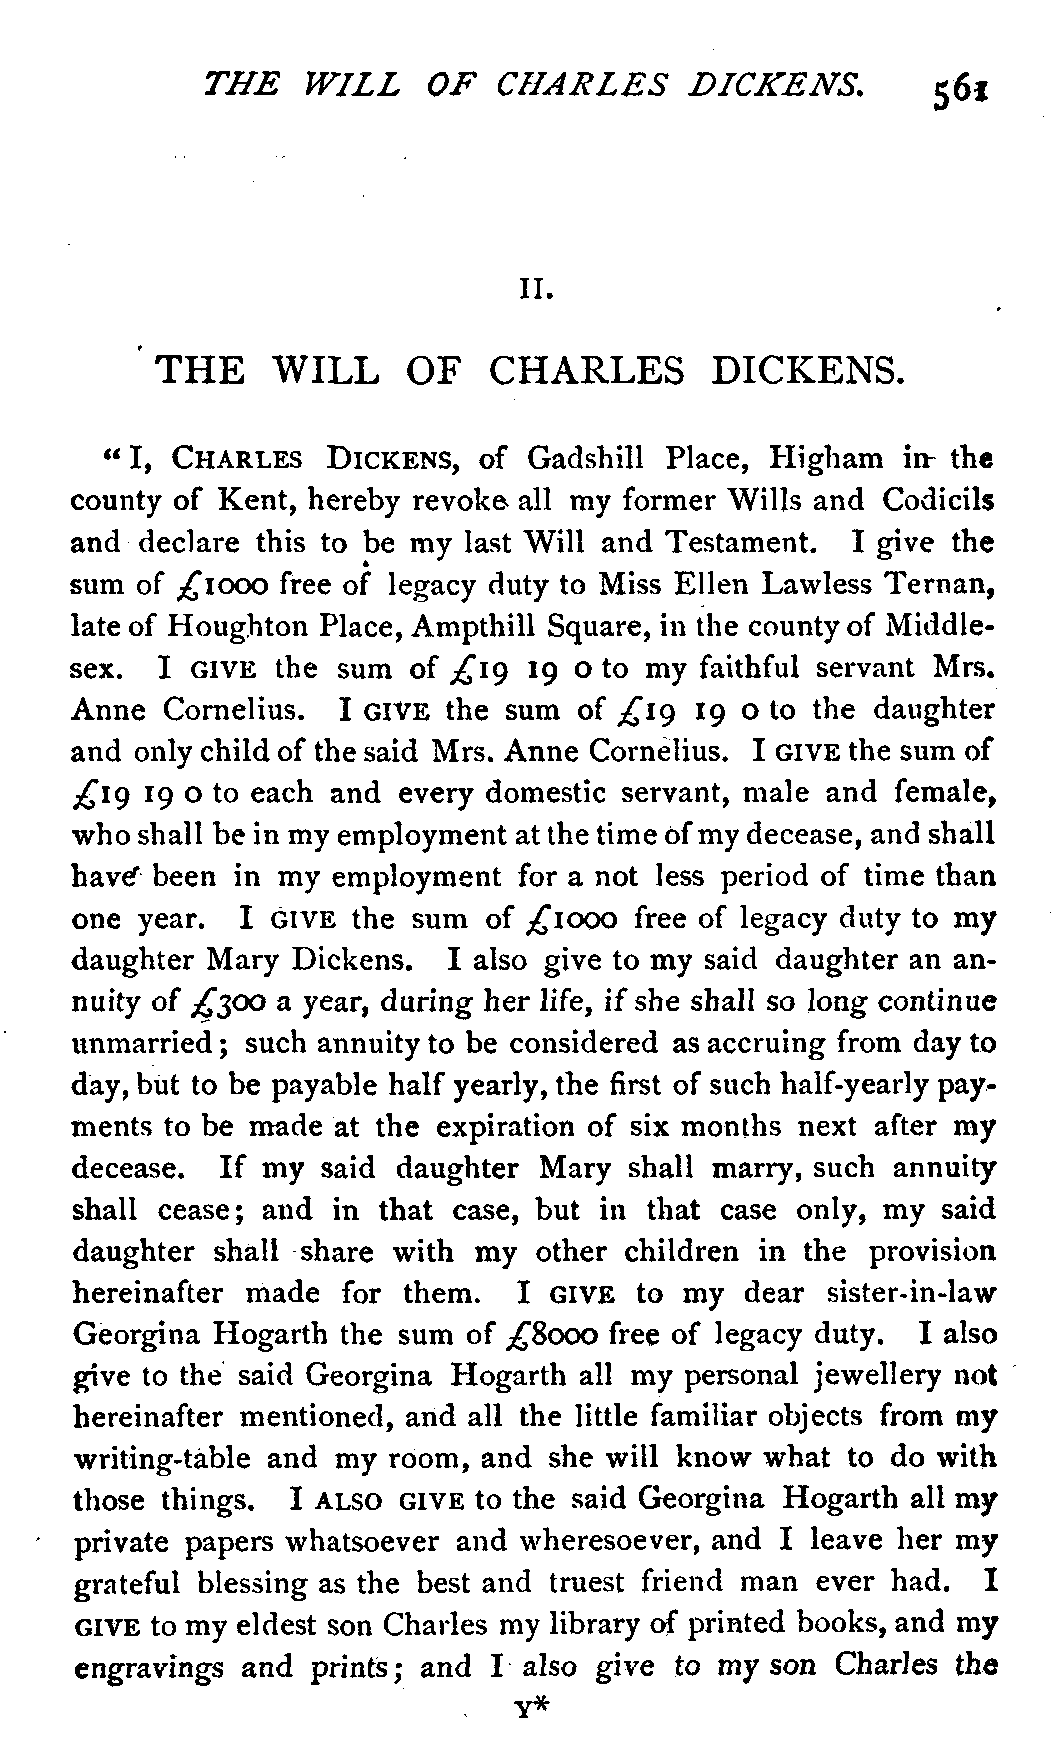 THE WILL OF CHARLES DICKENS. 561
II.
THE WILL OF CHARLES DICKENS.
“I, CHARLES DICKENS, of Gadshill Place, Higham in the
county of Kent, hereby revoke all my former Wills and Codicils
and declare this to be my last Will and Testament. I give the
sum of £1000 free of legacy duty to Miss Ellen Lawless Ternan,
late of Houghton Place, Ampthill Square, in the county of Middle-
sex. I GIVE the sum of £19 19 0 to my faithful servant Mrs.
Anne Cornelius. I GIVE the sum of £19 19 0 to the daughter
and only child of the said Mrs. Anne Cornelius. I GIVE the sum of
£19 19 0 to each and every domestic servant, male and female,
who shall be in my employment at the time of my decease, and shall
have been in my employment for a not less period of time than
one year. I GIVE the sum of £1000 free of legacy duty to my
daughter Mary Dickens. I also give to my said daughter an an-
nuity of £300 a year, during her life, if she shall so long continue
unmarried; such annuity to be considered as accruing from day to
day, but to be payable half yearly, the first of such half-yearly pay-
ments to be made at the expiration of six months next after my
decease. If my said daughter Mary shall marry, such annuity
shall cease; and in that case, but in that case only, my said
daughter shall share with my other children in the provision
hereinafter made for them. I GIVE to my dear sister-in-law
Georgina Hogarth the sum of £8000 free of legacy duty. I also
give to the said Georgina Hogarth all my personal jewellery not
hereinafter mentioned, and all the little familiar objects from my
writing-table and my room, and she will know what to do with
those things. I ALSO GIVE to the said Georgina Hogarth all my
private papers whatsoever and wheresoever, and I leave her my
grateful blessing as the best and truest friend man ever had. I
GIVE to my eldest son Charles my library of printed books, and my
engravings and prints; and I also give to my son Charles the
Y*